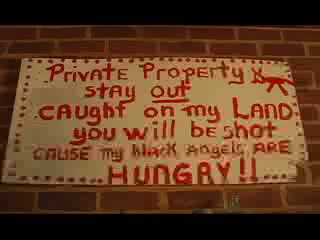 Private Property
stay out
caught on my Land
you will be shot
cause my black Angels are
HUNGRY!!